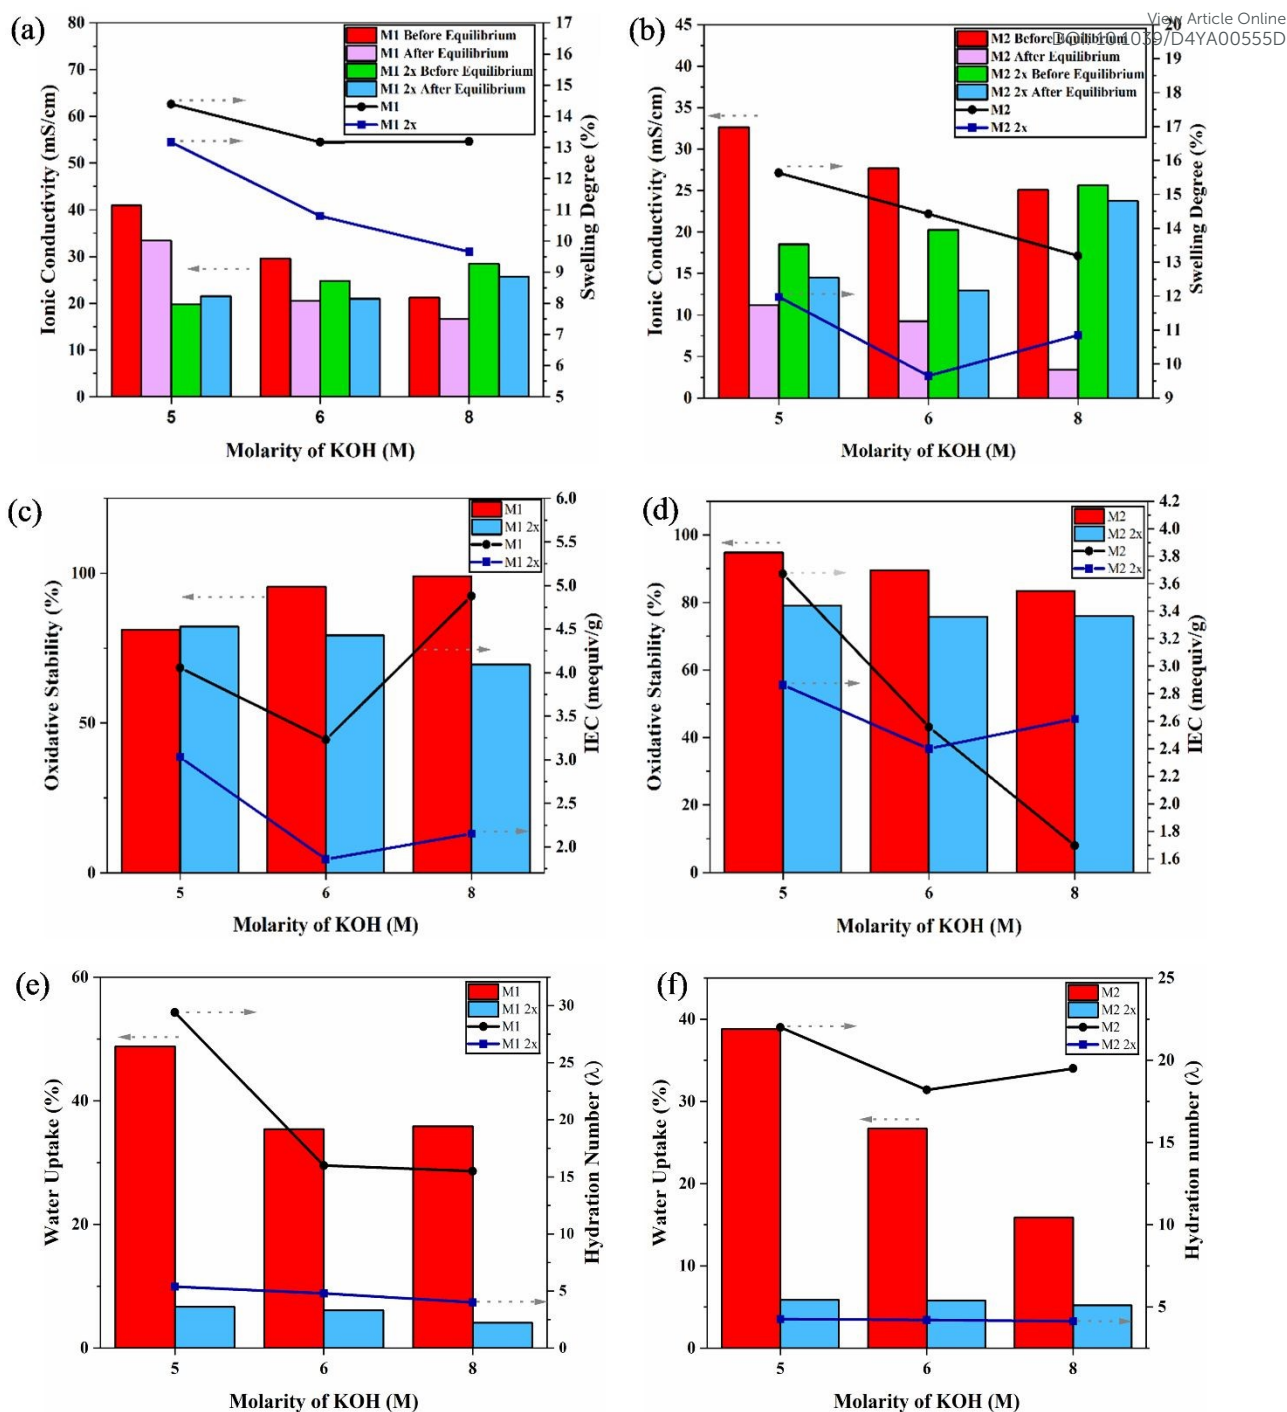 View Article Online
(a)
80
70
60
50
40
30
20
10
0
Ionic Conductivity (mS/cm)
M1 Before Equilibrium
M1 After Equilibrium
M1 2x Before Equilibrium
M1 2x After Equilibrium
M1
M1 2x
17
16
15
14
13
12
11
10
9
8
7
6
5
Swelling Degree (%)
5
6
8
Molarity of KOH (M)
(b)
45
40
35
30
25
20
15
10
5
0
Ionic Conductivity (mS/cm)
M2 Before Equilibrium
M2 After Equilibrium
M2 2x Before Equilibrium
M2 2x After Equilibrium
M2
M2 2x
20
19
18
17
16
15
14
13
12
11
10
9
Swelling Degree (%)
5
6
8
Molarity of KOH (M)
(c)
100
50
0
Oxidative Stability (%)
M1
M1 2x
M1
M1 2x
6.0
5.5
5.0
4.5
4.0
3.5
3.0
2.5
2.0
IEC (mequiv/g)
5
6
8
Molarity of KOH (M)
(d)
100
80
60
40
20
0
Oxidative Stability (%)
M2
M2 2x
M2
M2 2x
4.2
4.0
3.8
3.6
3.4
3.2
3.0
2.8
2.6
2.4
2.2
2.0
1.8
1.6
IEC (mequiv/g)
5
6
8
Molarity of KOH (M)
(e)
60
40
20
0
Water Uptake (%)
M1
M1 2x
M1
M1 2x
30
25
20
15
10
5
0
Hydration Number (λ)
5
6
8
Molarity of KOH (M)
(f)
40
30
20
10
0
Water Uptake (%)
M2
M2 2x
M2
M2 2x
25
20
15
10
5
Hydration number (λ)
5
6
8
Molarity of KOH (M)